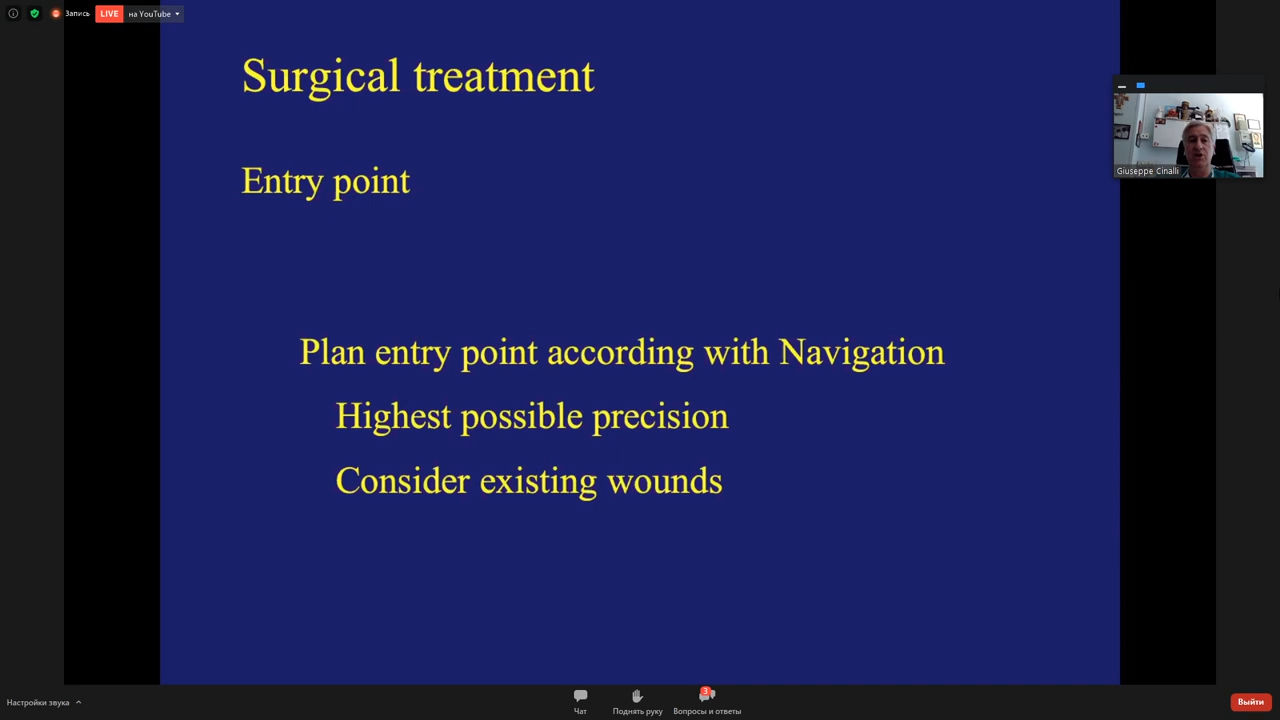 Запись
LIVE
на YouTube
Surgical treatment
Entry point
Giuseppe Cinalli
Plan entry point according with Navigation
Highest possible precision
Consider existing wounds
Настройки звука
Чат
Поднять руку
3
Вопросы и ответы
Выйти